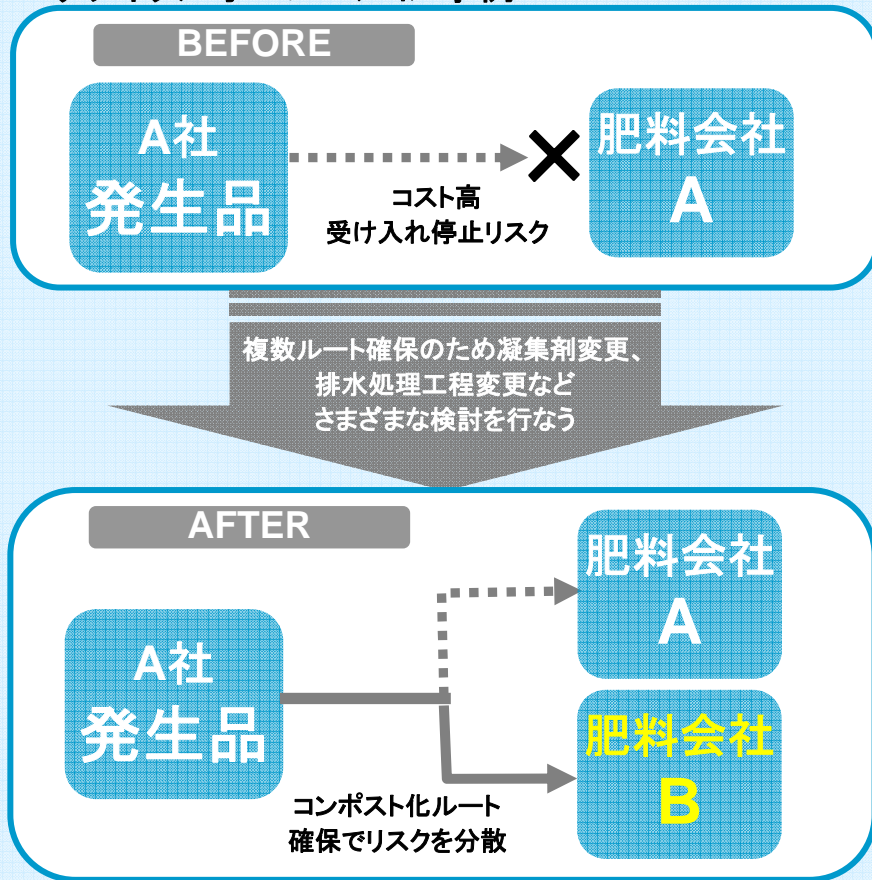 BEFORE
A社
発生品
コスト高
受け入れ停止リスク
肥料会社
A
複数ルート確保のため凝集剤変更、
排水処理工程変更など
さまざまな検討を行なう
AFTER
A社
発生品
コンポスト化ルート
確保でリスクを分散
肥料会社
A
肥料会社
B